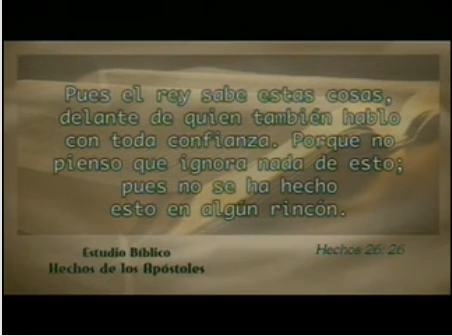 Pues el rey sabe estas cosas,
delante de quien también hablo
con toda confianza. Porque no
pienso que ignora nada de esto;
pues no se ha hecho
esto en algún rincón.
Hechos 26: 26
Estudio Bíblico
Hechos de los Apóstoles